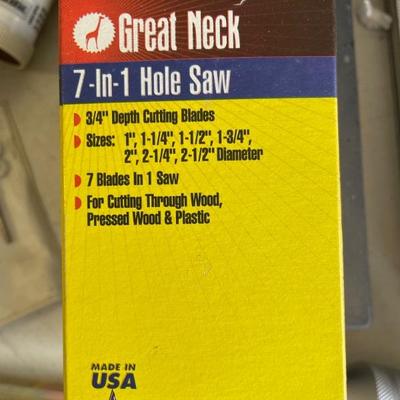 Great Neck
7-In-1 Hole Saw
3/4" Depth Cutting Blades
Sizes: 1", 1-1/4", 1-1/2", 1-3/4",
2", 2-1/4", 2-1/2" Diameter
7 Blades In 1 Saw
For Cutting Through Wood,
Pressed Wood & Plastic
MADE IN
USA